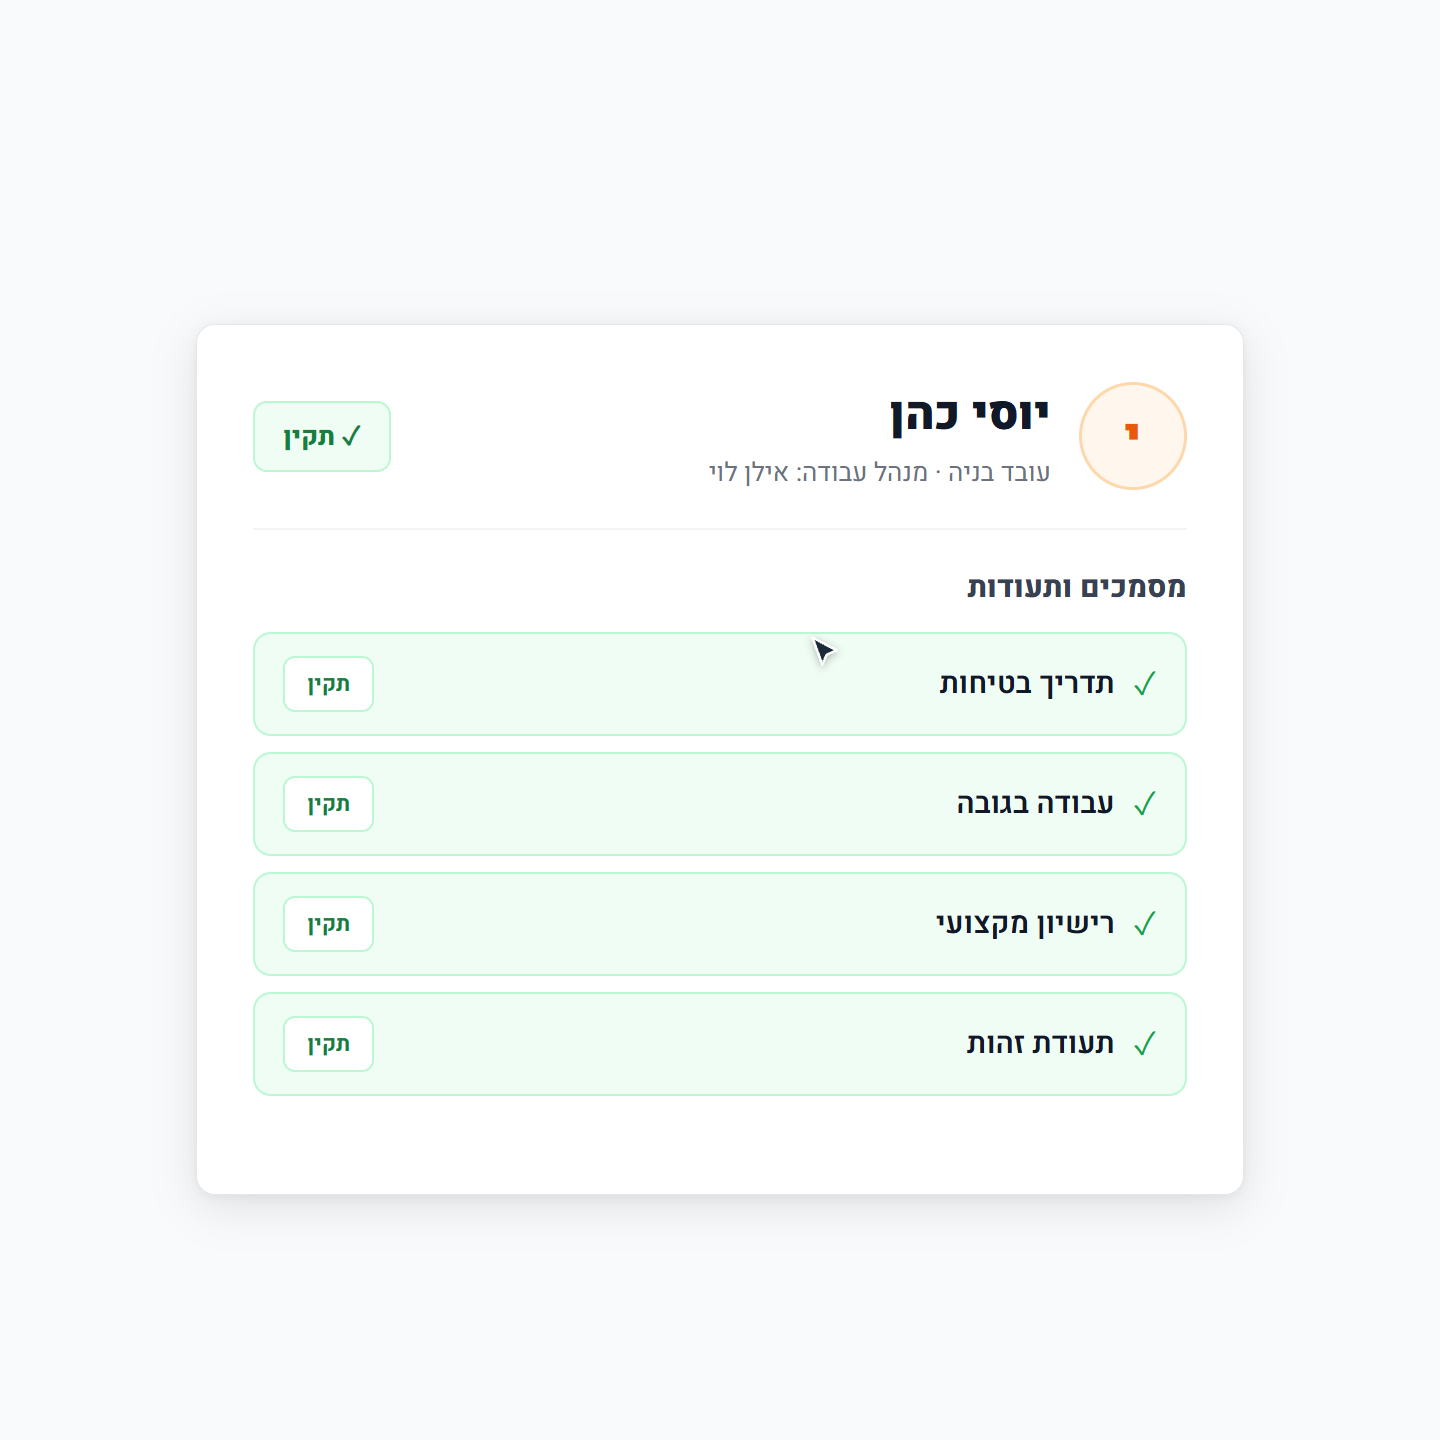 י
יוסי כהן
עובד בניה · מנהל עבודה: אילן לוי
✓ תקין
מסמכים ותעודות
✓ תדריך בטיחות תקין
✓ עבודה בגובה תקין
✓ רישיון מקצועי תקין
✓ תעודת זהות תקין